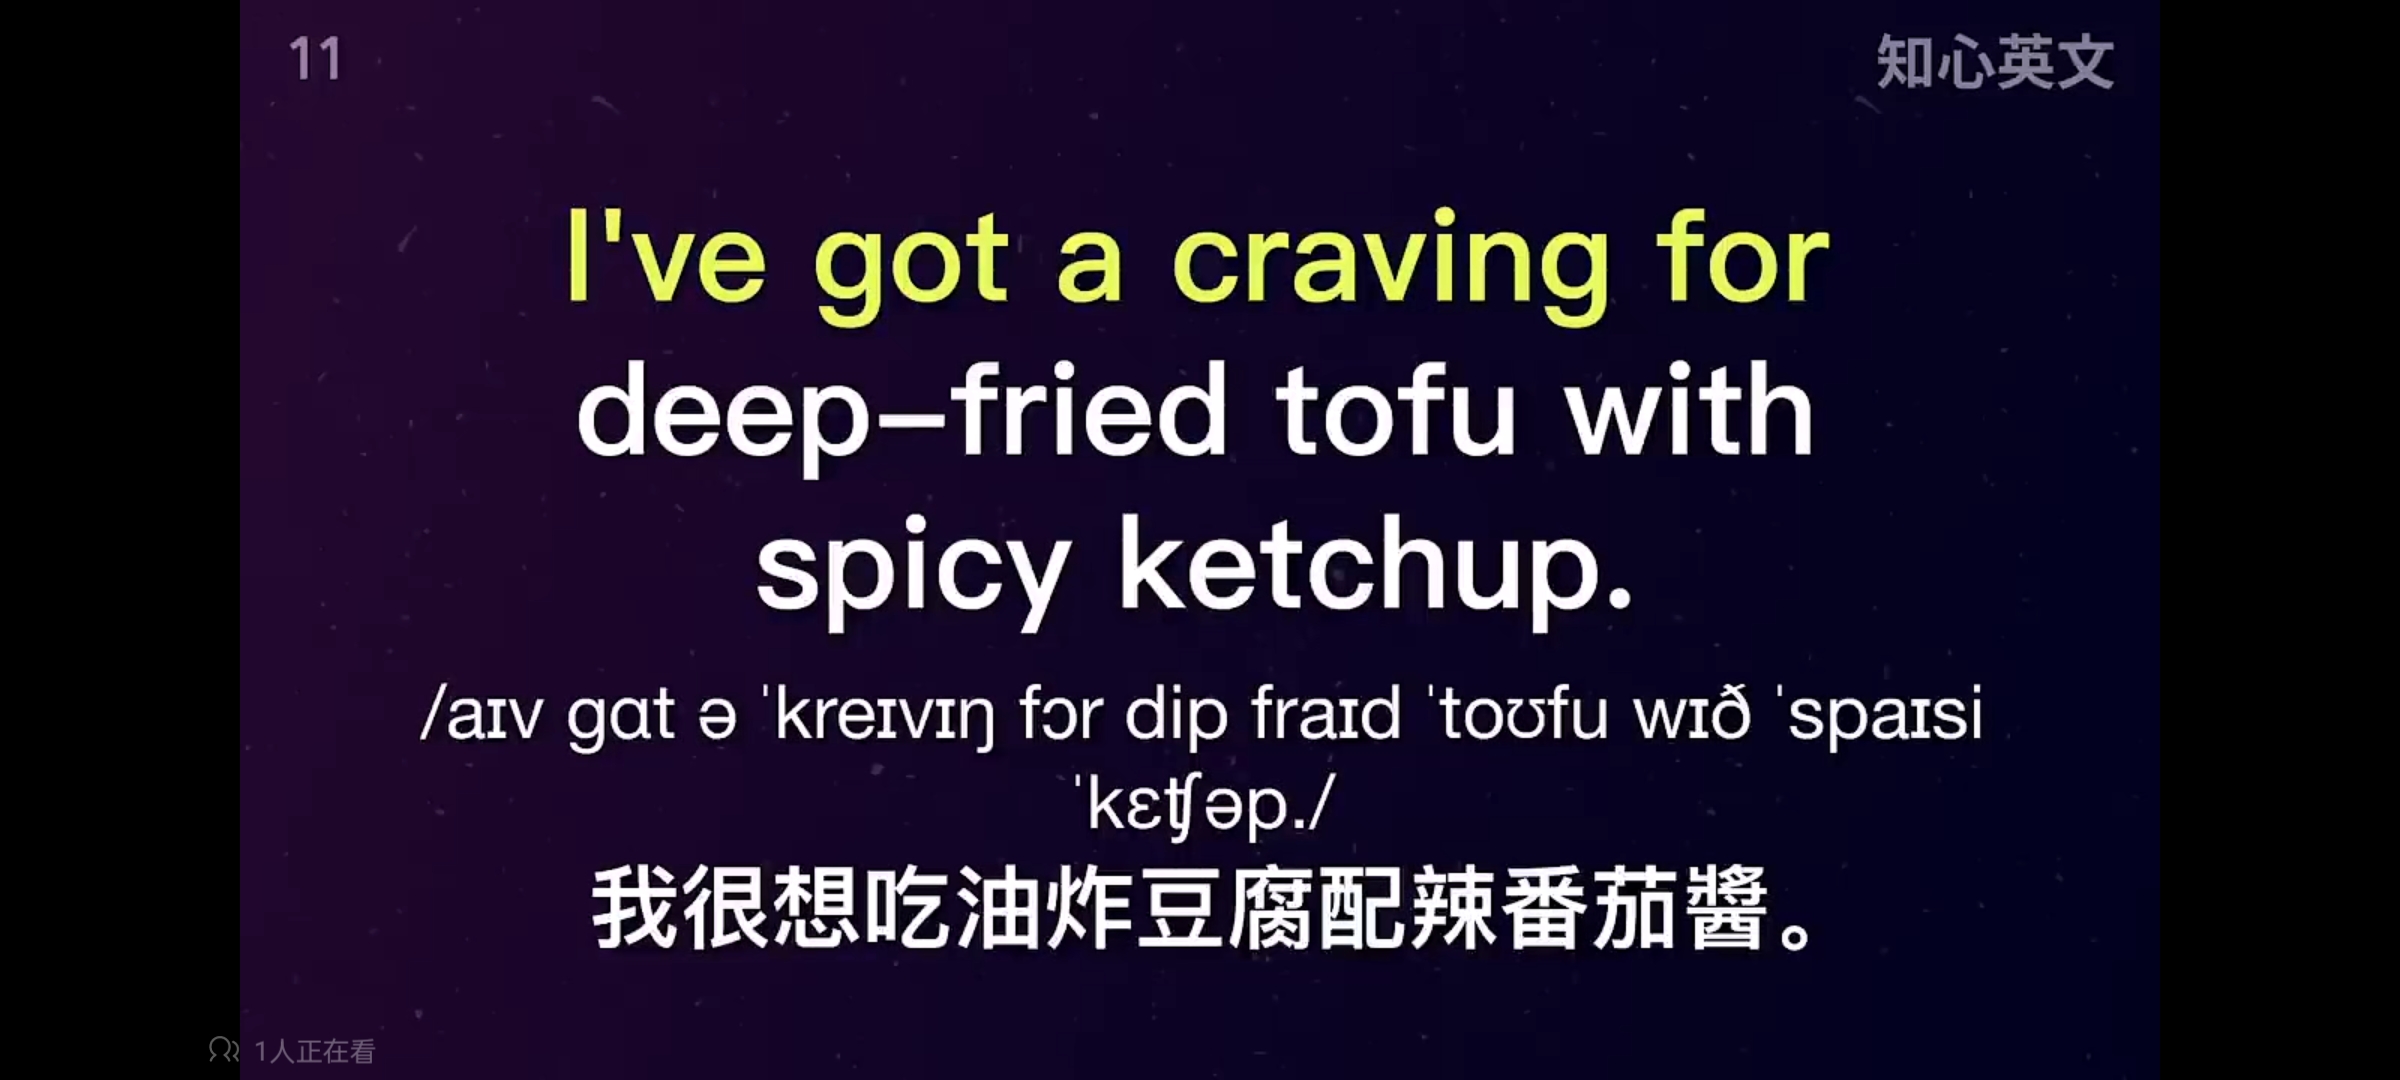 11
知心英文
I've got a craving for
deep-fried tofu with
spicy ketchup.
/aɪv gɑt ə ˈkreɪvɪŋ fɔr dip fraɪd ˈtoʊfu wɪð ˈspaɪsi
ˈkɛʧəp./
我很想吃油炸豆腐配辣番茄醬。
1人正在看